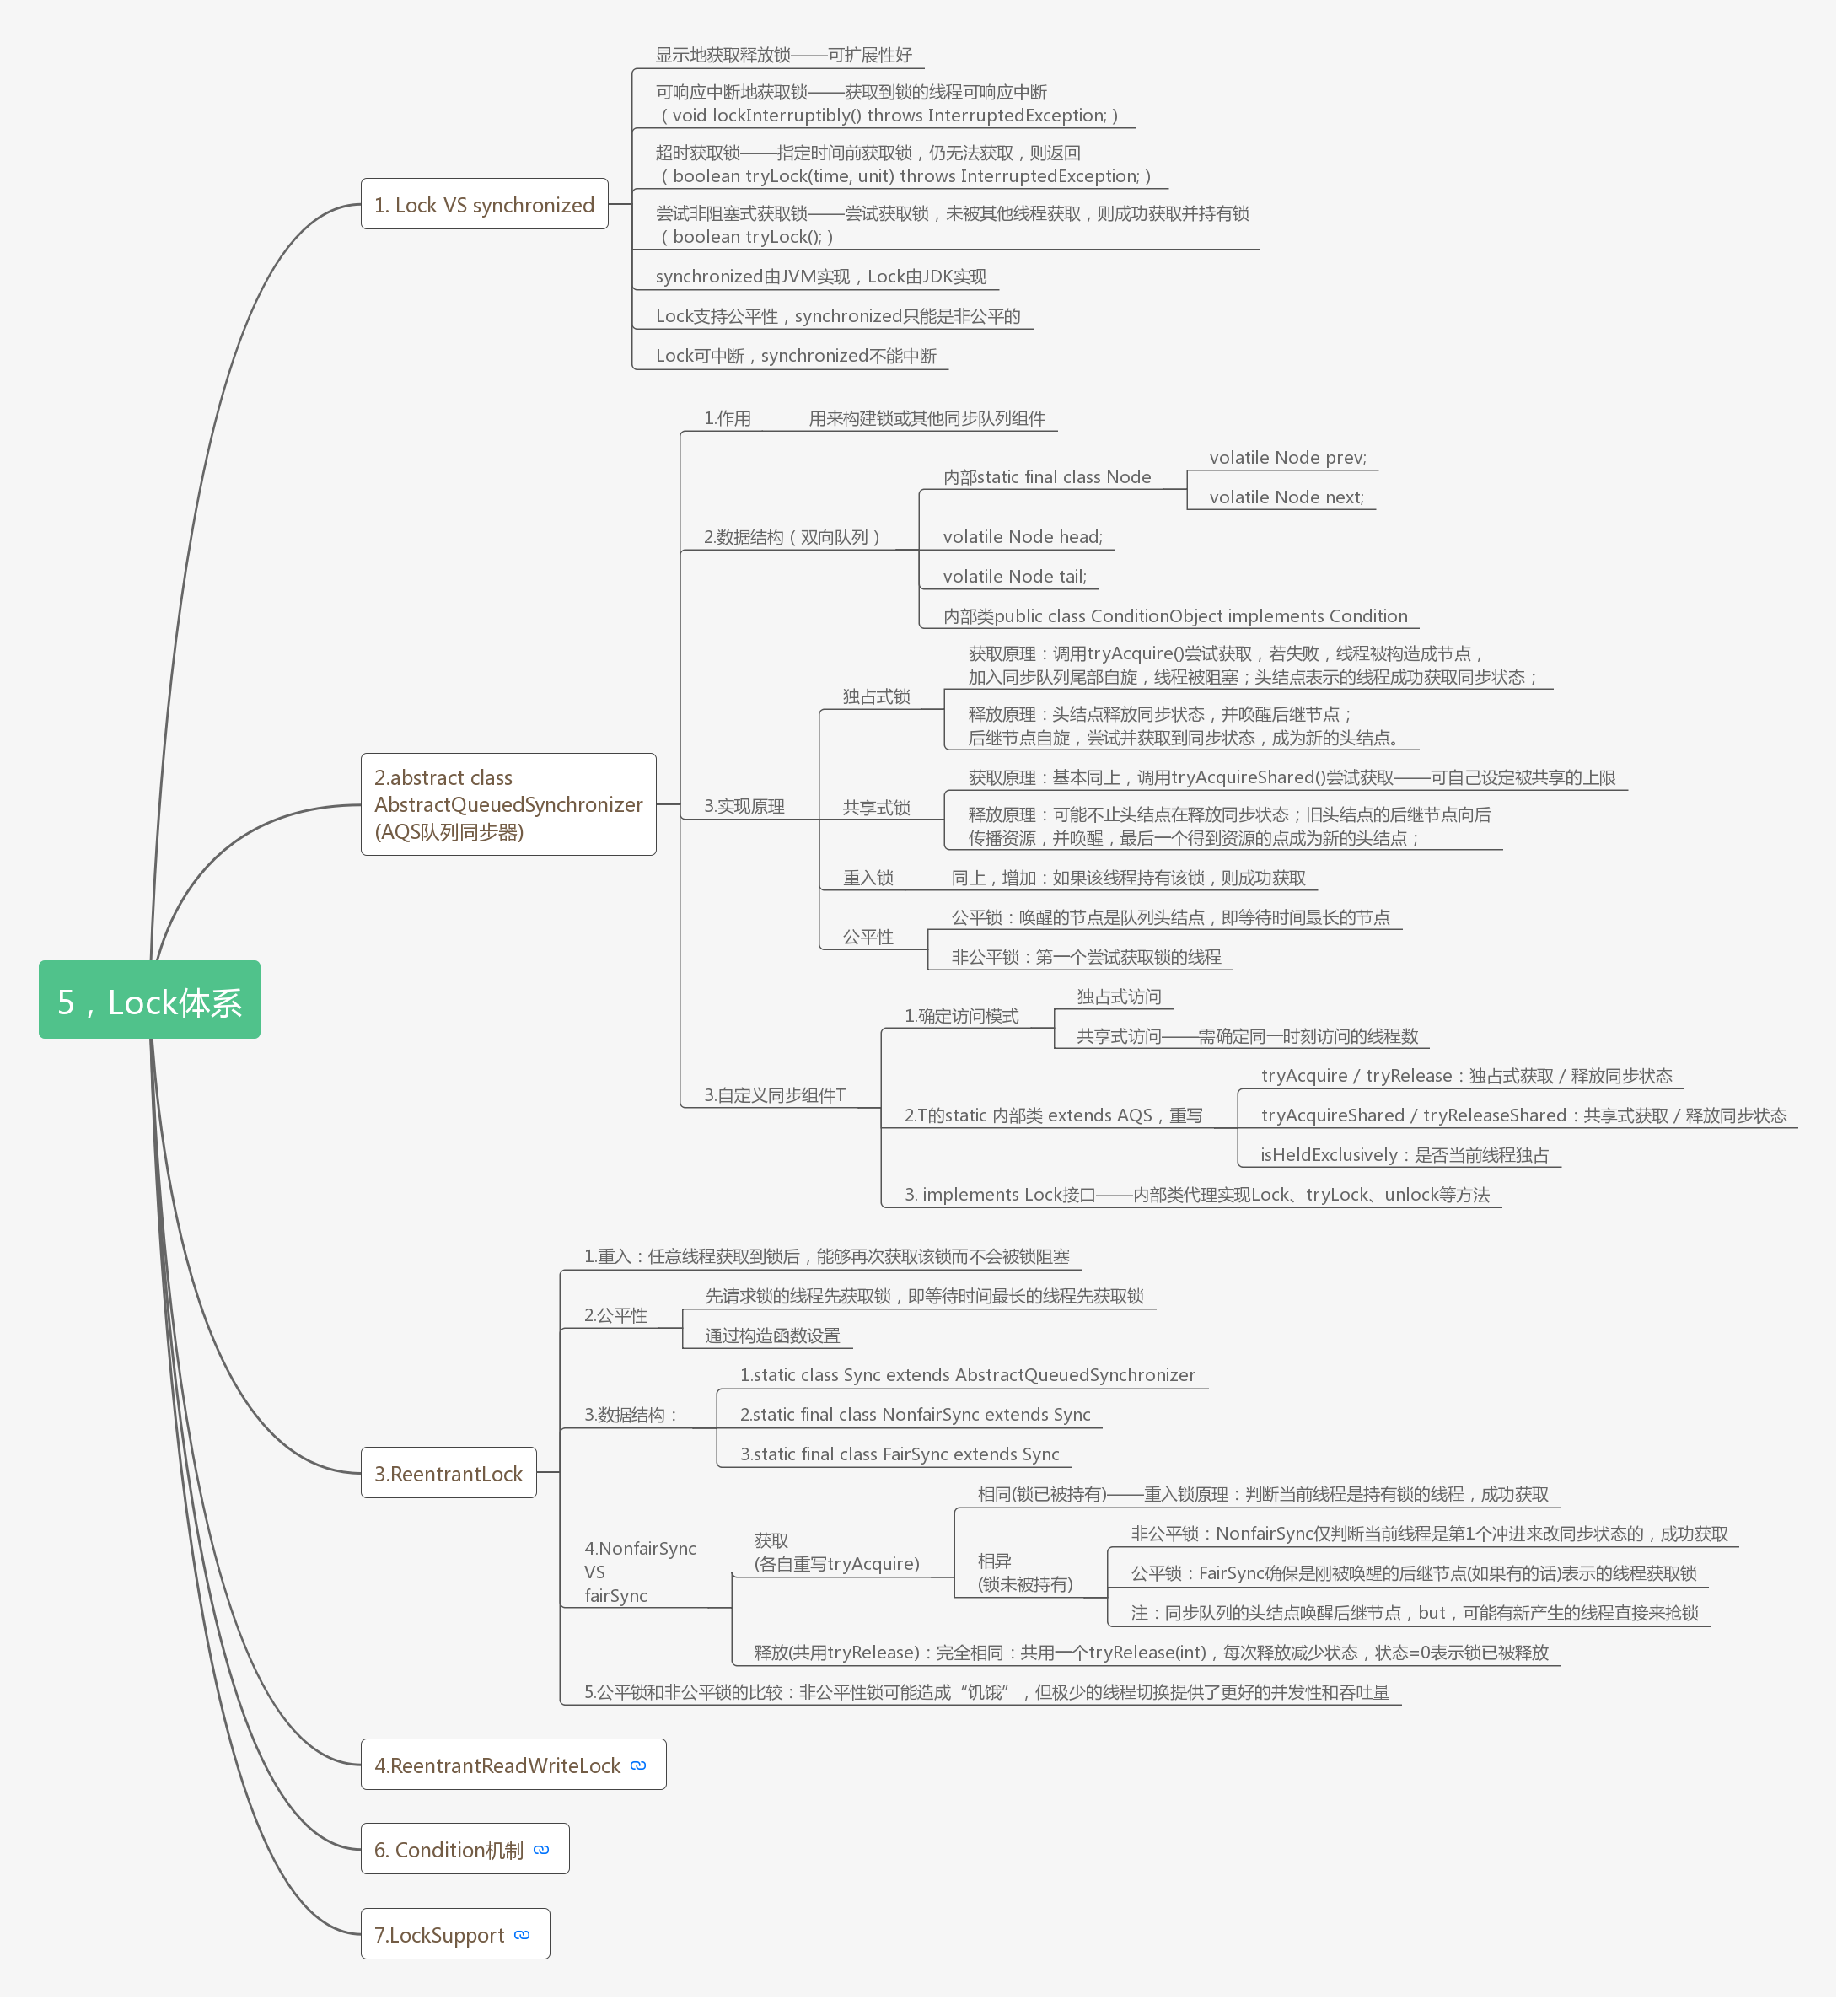 5，Lock体系
1. Lock VS synchronized
显示地获取释放锁——可扩展性好
可响应中断地获取锁——获取到锁的线程可响应中断
（ void lockInterruptibly() throws InterruptedException; ）
超时获取锁——指定时间前获取锁，仍无法获取，则返回
（ boolean tryLock(time, unit) throws InterruptedException; ）
尝试非阻塞式获取锁——尝试获取锁，未被其他线程获取，则成功获取并持有锁
（ boolean tryLock(); ）
synchronized由JVM实现，Lock由JDK实现
Lock支持公平性，synchronized只能是非公平的
Lock可中断，synchronized不能中断
2.abstract class
AbstractQueuedSynchronizer
(AQS队列同步器)
1.作用
用来构建锁或其他同步队列组件
2.数据结构（双向队列）
内部static final class Node
volatile Node prev;
volatile Node next;
volatile Node head;
volatile Node tail;
内部类public class ConditionObject implements Condition
3.实现原理
独占式锁
获取原理：调用tryAcquire()尝试获取，若失败，线程被构造成节点，
加入同步队列尾部自旋，线程被阻塞；头结点表示的线程成功获取同步状态；
释放原理：头结点释放同步状态，并唤醒后继节点；
后继节点自旋，尝试并获取到同步状态，成为新的头结点。
共享式锁
获取原理：基本同上，调用tryAcquireShared()尝试获取——可自己设定被共享的上限
释放原理：可能不止头结点在释放同步状态；旧头结点的后继节点向后
传播资源，并唤醒，最后一个得到资源的点成为新的头结点；
重入锁
同上，增加：如果该线程持有该锁，则成功获取
公平性
公平锁：唤醒的节点是队列头结点，即等待时间最长的节点
非公平锁：第一个尝试获取锁的线程
3.自定义同步组件T
1.确定访问模式
独占式访问
共享式访问——需确定同一时刻访问的线程数
2.T的static 内部类 extends AQS，重写
tryAcquire / tryRelease：独占式获取 / 释放同步状态
tryAcquireShared / tryReleaseShared：共享式获取 / 释放同步状态
isHeldExclusively：是否当前线程独占
3. implements Lock接口——内部类代理实现Lock、tryLock、unlock等方法
3.ReentrantLock
1.重入：任意线程获取到锁后，能够再次获取该锁而不会被锁阻塞
2.公平性
先请求锁的线程先获取锁，即等待时间最长的线程先获取锁
通过构造函数设置
3.数据结构：
1.static class Sync extends AbstractQueuedSynchronizer
2.static final class NonfairSync extends Sync
3.static final class FairSync extends Sync
4.NonfairSync
VS
fairSync
获取
(各自重写tryAcquire)
相同(锁已被持有)——重入锁原理：判断当前线程是持有锁的线程，成功获取
相异
(锁未被持有)
非公平锁：NonfairSync仅判断当前线程是第1个冲进来改同步状态的，成功获取
公平锁：FairSync确保是刚被唤醒的后继节点(如果有的话)表示的线程获取锁
注：同步队列的头结点唤醒后继节点，but，可能有新产生的线程直接来抢锁
释放(共用tryRelease)：完全相同：共用一个tryRelease(int)，每次释放减少状态，状态=0表示锁已被释放
5.公平锁和非公平锁的比较：非公平性锁可能造成“饥饿”，但极少的线程切换提供了更好的并发性和吞吐量
4.ReentrantReadWriteLock
6. Condition机制
7.LockSupport